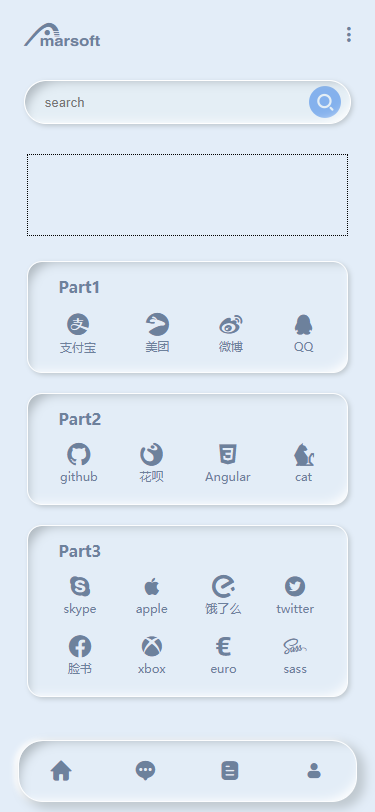 marsoft
search
Part1
支付宝 美团 微博 QQ
Part2
github 花呗 Angular cat
Part3
skype apple 饿了么 twitter
脸书 xbox euro sass